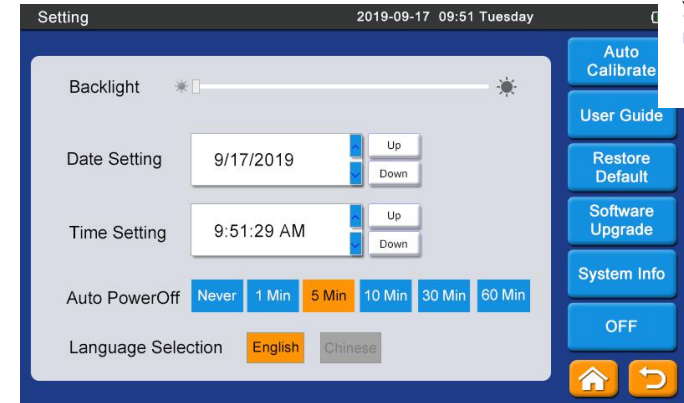 Setting 2019-09-17 09:51 Tuesday
Auto
Calibrate
Backlight
User Guide
Date Setting 9/17/2019 Up
Down
Restore
Default
Time Setting 9:51:29 AM Up
Down
Software
Upgrade
System Info
Auto PowerOff Never 1 Min 5 Min 10 Min 30 Min 60 Min
OFF
Language Selection English Chinese